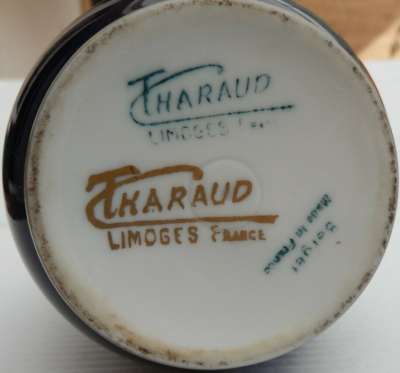 THARAUD
LIMOGES
THARAUD
LIMOGES FRANCE
Made in France